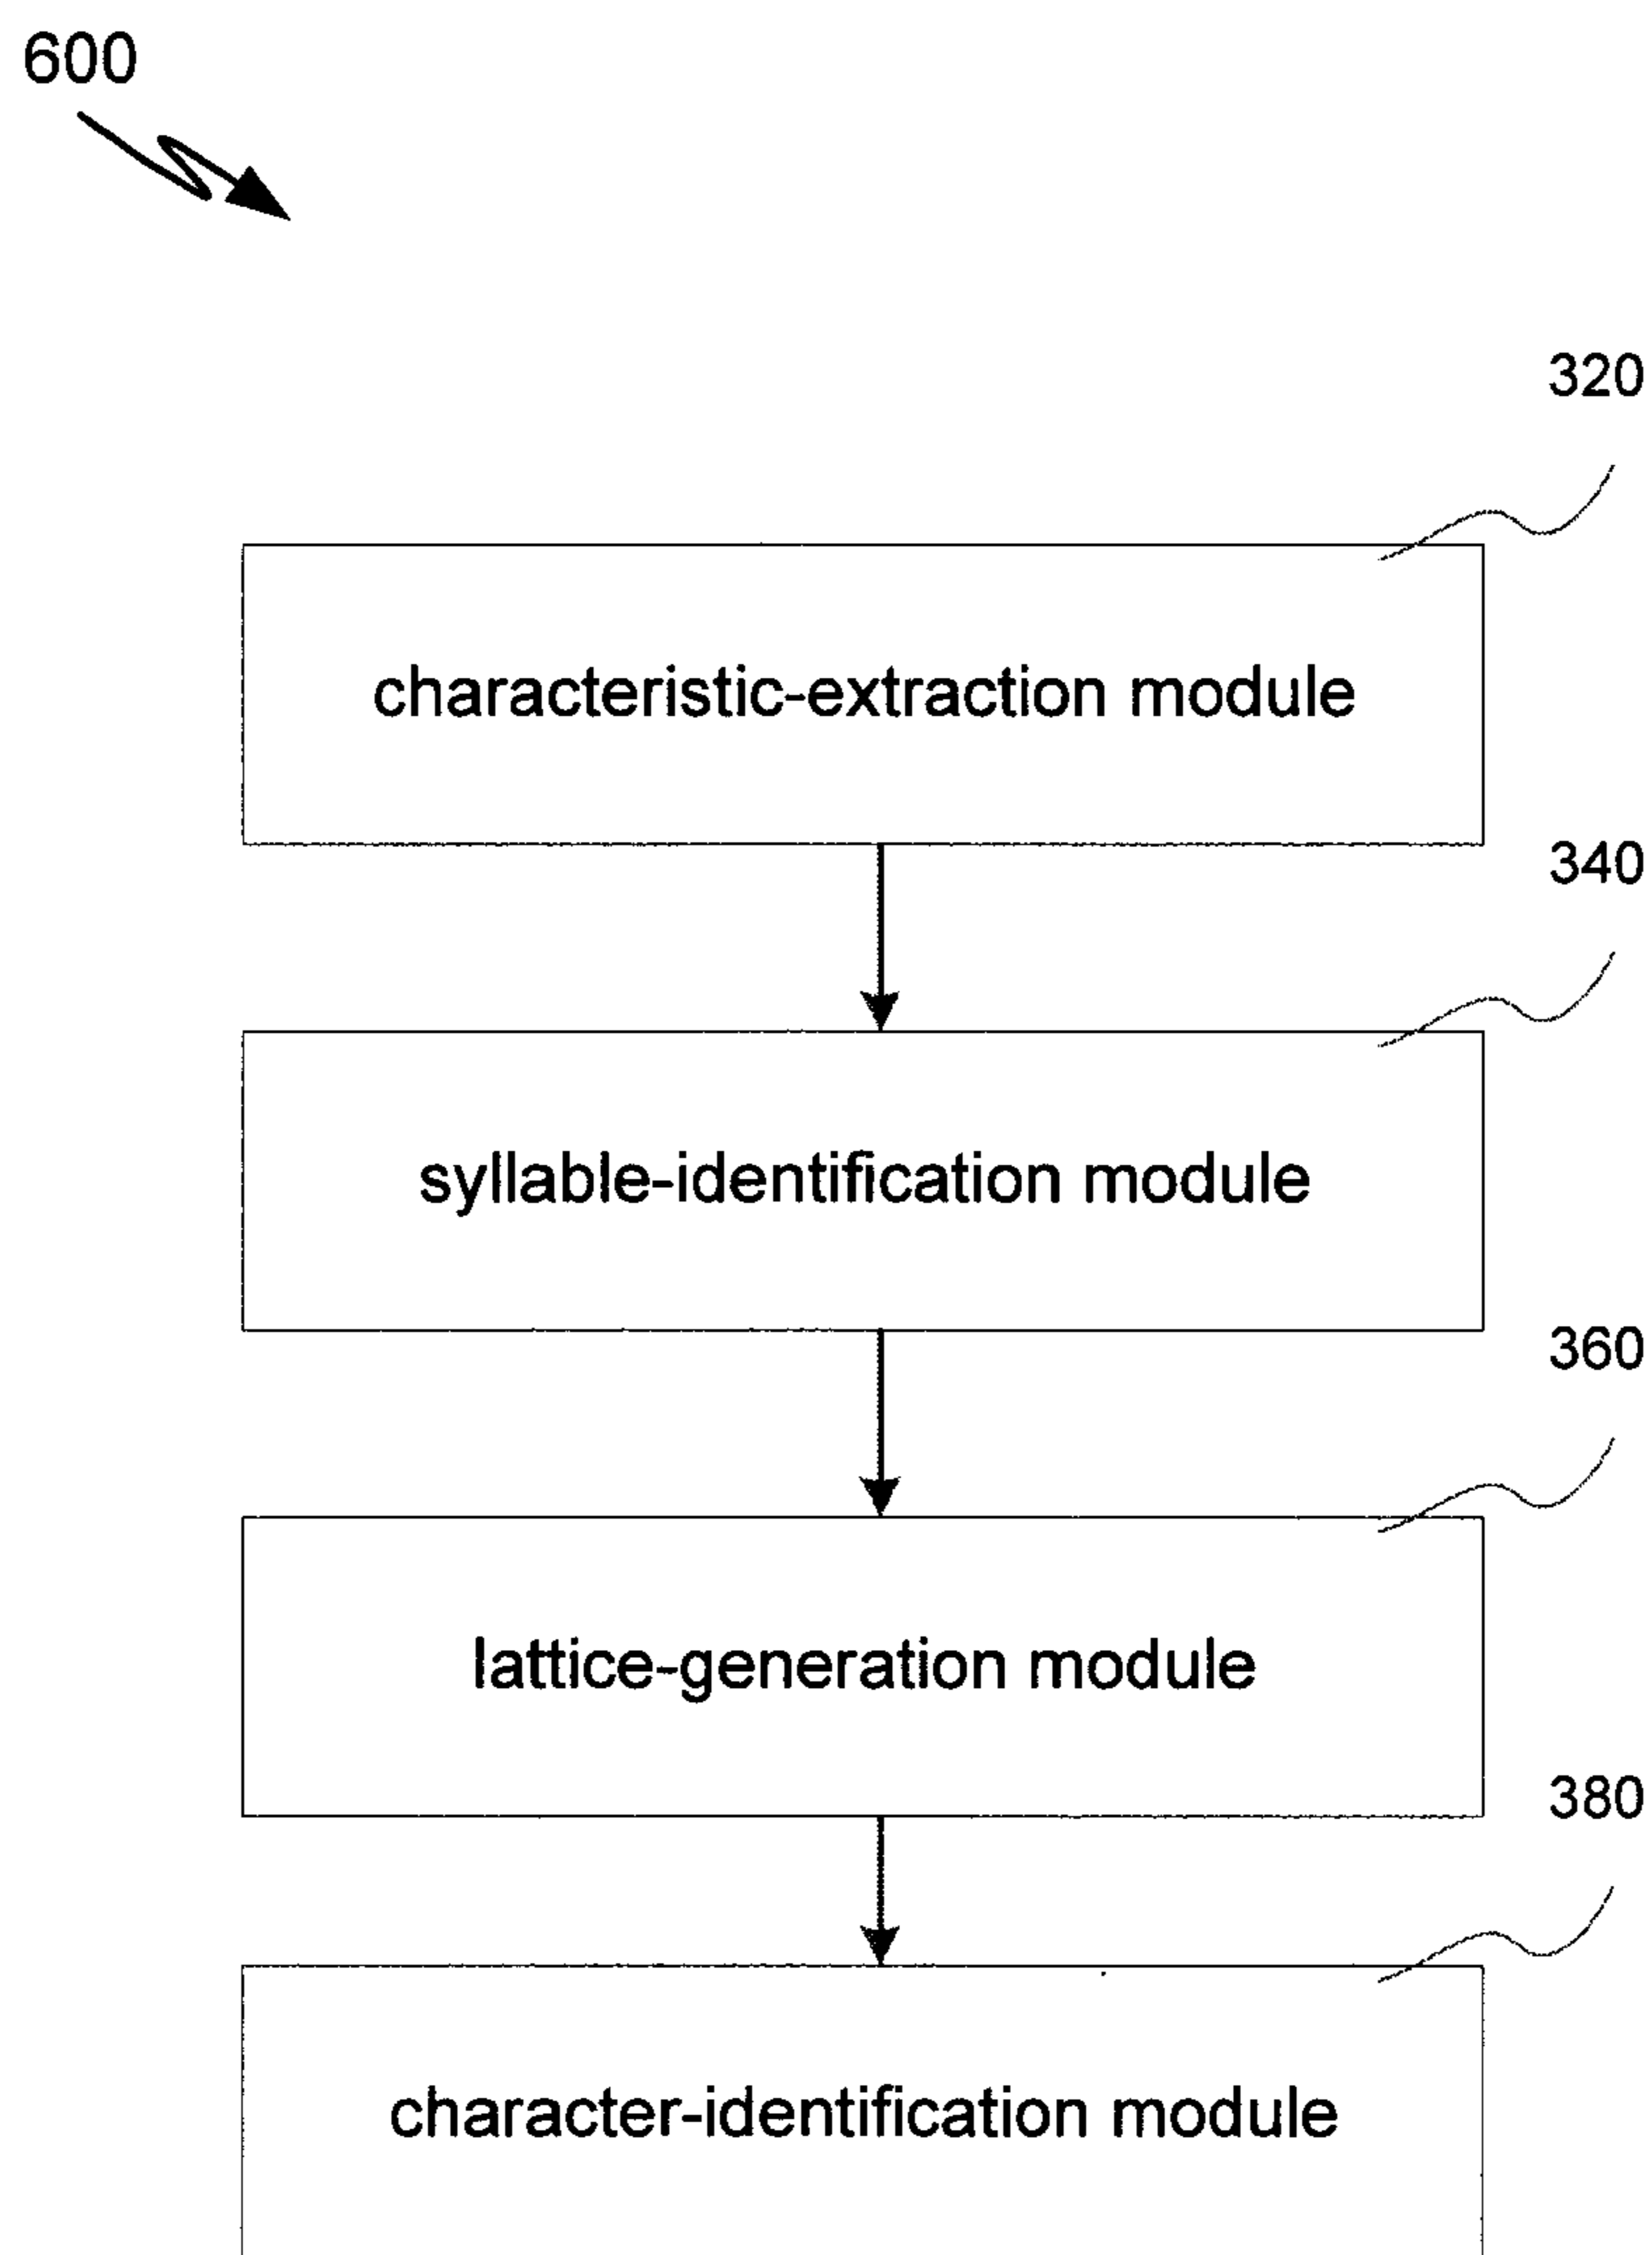 600
320
characteristic-extraction module
340
syllable-identification module
360
lattice-generation module
380
character-identification module